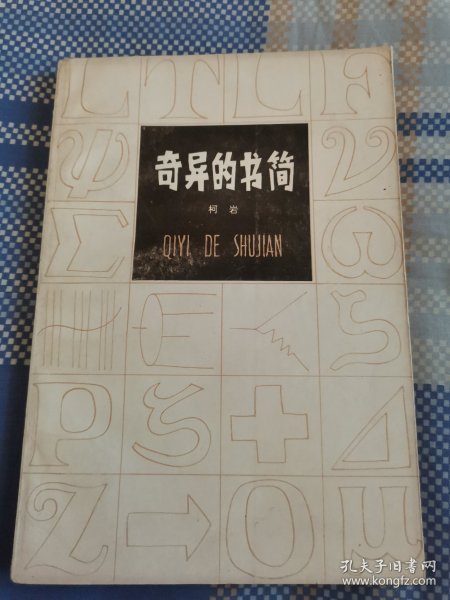 L T L F
奇异的书简
柯岩
QIYI DE SHUJIAN
Ψ
ν
Σ
ω
ζ
P ζ + Δ
Z → O μ
孔夫子旧书网
www.kongfz.com